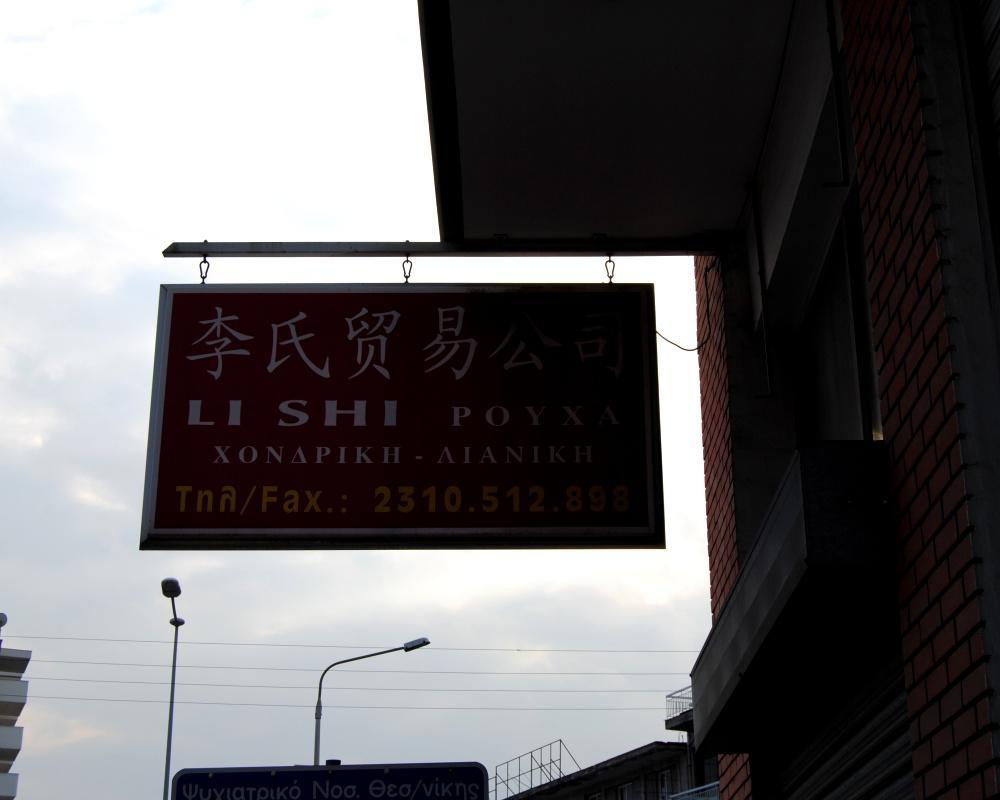 李氏贸易公司
LI SHI ΡΟΥΧΑ
ΧΟΝΔΡΙΚΗ - ΛΙΑΝΙΚΗ
Τηλ/Fax.: 2310.512.898
Ψυχιατρικό Νοσ. Θεσ/νίκης